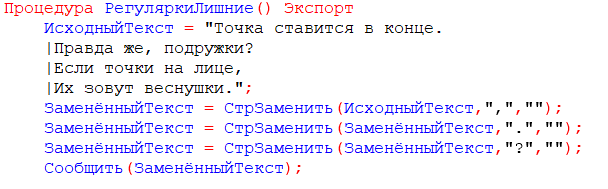 Процедура РегуляркиЛишние() Экспорт
ИсходныйТекст = "Точка ставится в конце.
|Правда же, подружки?
|Если точки на лице,
|Их зовут веснушки.";
ЗаменённыйТекст = СтрЗаменить(ИсходныйТекст,",","");
ЗаменённыйТекст = СтрЗаменить(ЗаменённыйТекст,".","");
ЗаменённыйТекст = СтрЗаменить(ЗаменённыйТекст,"?","");
Сообщить(ЗаменённыйТекст);